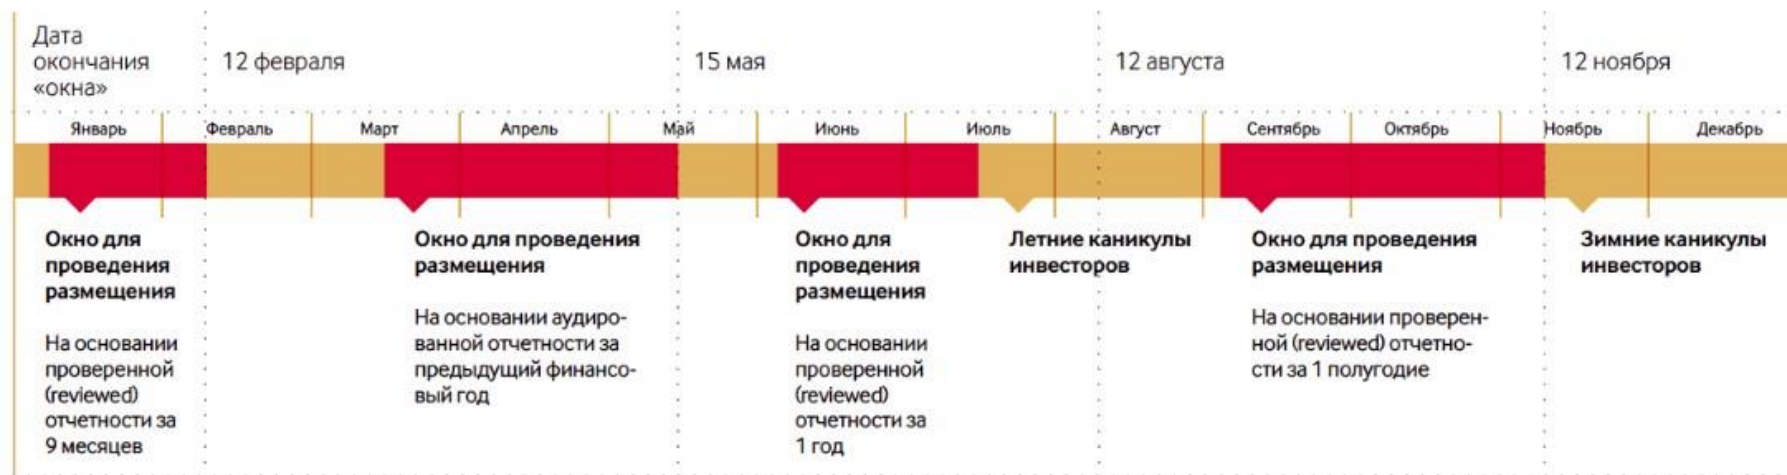 Дата
окончания
«окна»
12 февраля
15 мая
12 августа
12 ноября
Январь
Февраль
Март
Апрель
Май
Июнь
Июль
Август
Сентябрь
Октябрь
Ноябрь
Декабрь
Окно для
проведения
размещения
На основании
проверенной
(reviewed)
отчетности за
9 месяцев
Окно для проведения
размещения
На основании аудиро-
ванной отчетности за
предыдущий финансо-
вый год
Окно для
проведения
размещения
На основании
проверенной
(reviewed)
отчетности за
1 год
Летние каникулы
инвесторов
Окно для проведения
размещения
На основании проверен-
ной (reviewed) отчетно-
сти за 1 полугодие
Зимние каникулы
инвесторов